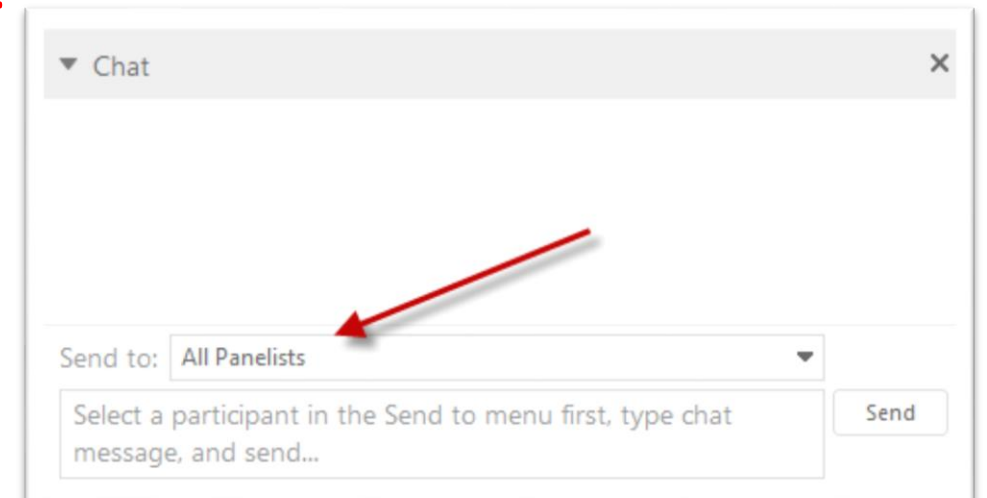 Chat
Send to: All Panelists
Select a participant in the Send to menu first, type chat
message, and send...
Send